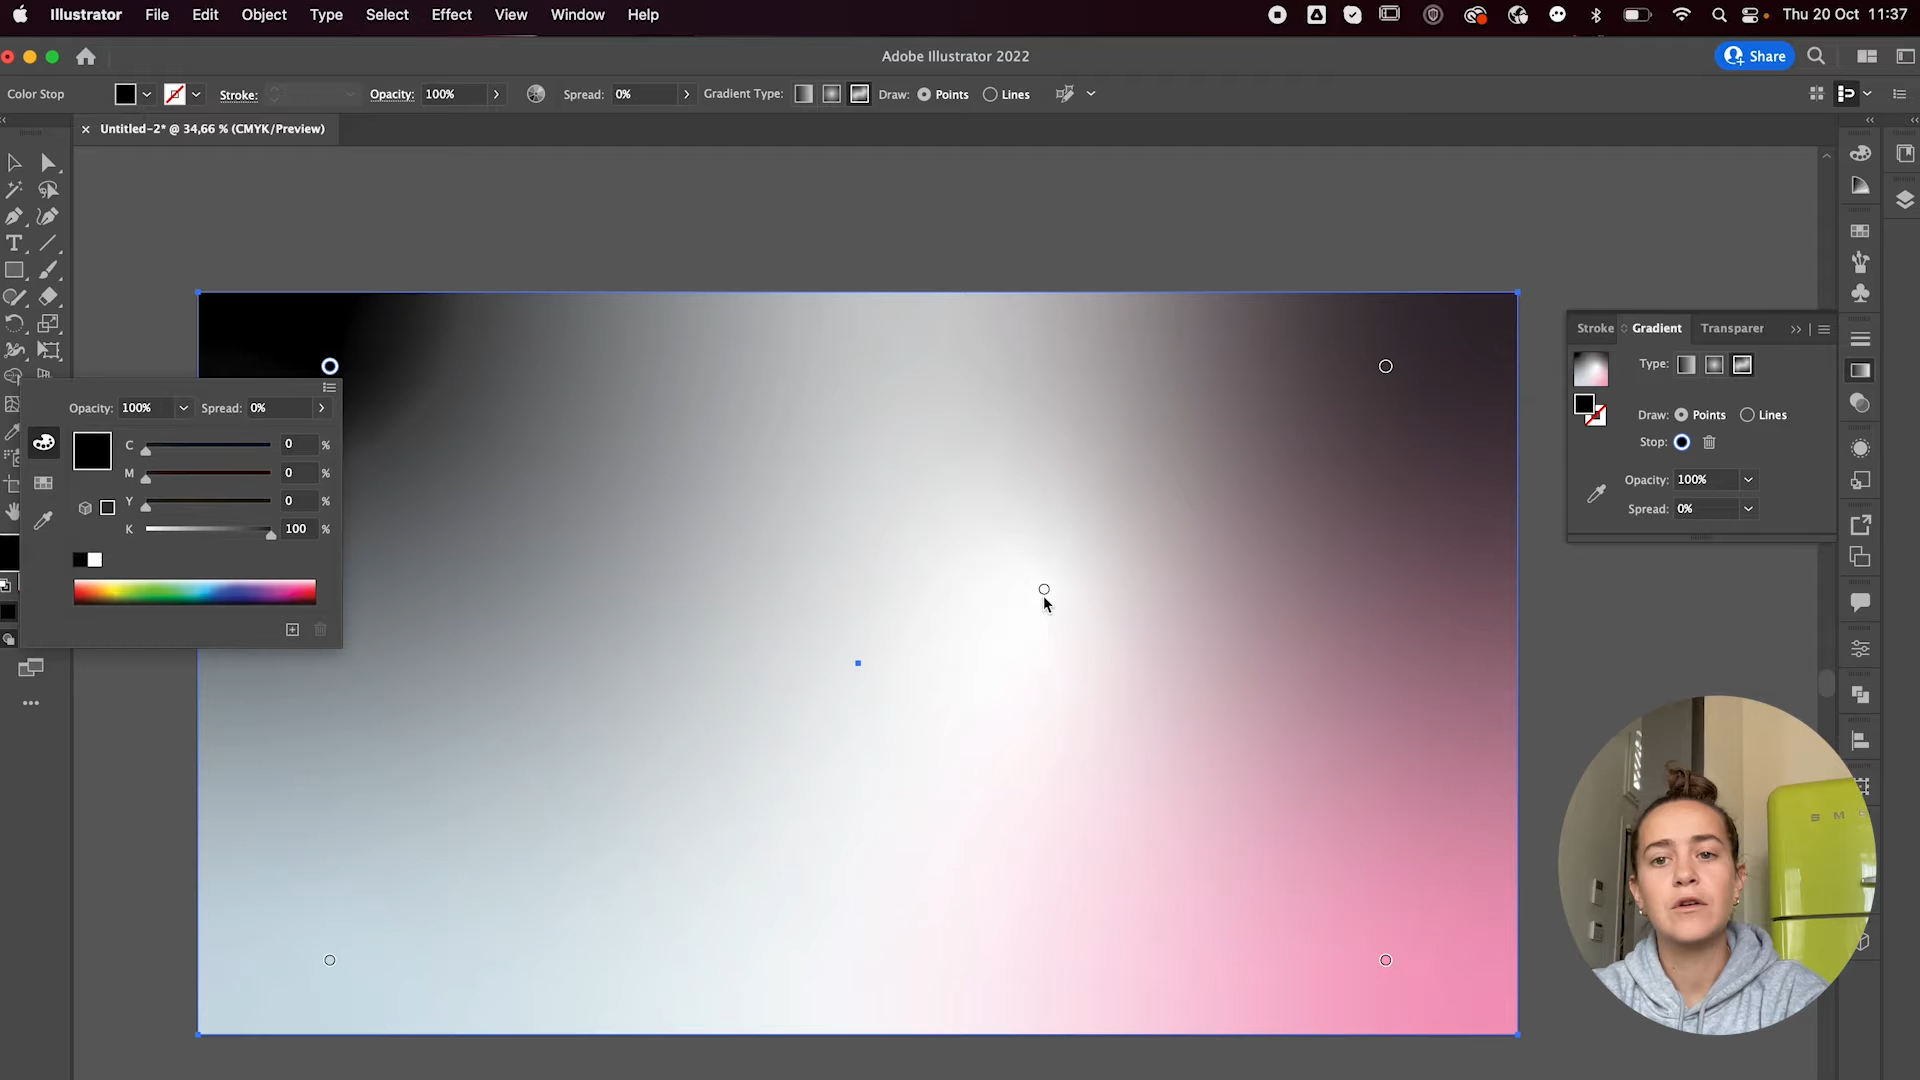 Illustrator File Edit Object Type Select Effect View Window Help Thu 20 Oct 11:37
Adobe Illustrator 2022 Share
Color Stop Stroke: Opacity: 100% Spread: 0% Gradient Type: Draw: Points Lines
× Untitled-2* @ 34,66 % (CMYK/Preview)
Stroke Gradient Transparer
Type:
Draw: Points Lines
Stop:
Opacity: 100%
Spread: 0%
Opacity: 100% Spread: 0%
C 0 %
M 0 %
Y 0 %
K 100 %
S M